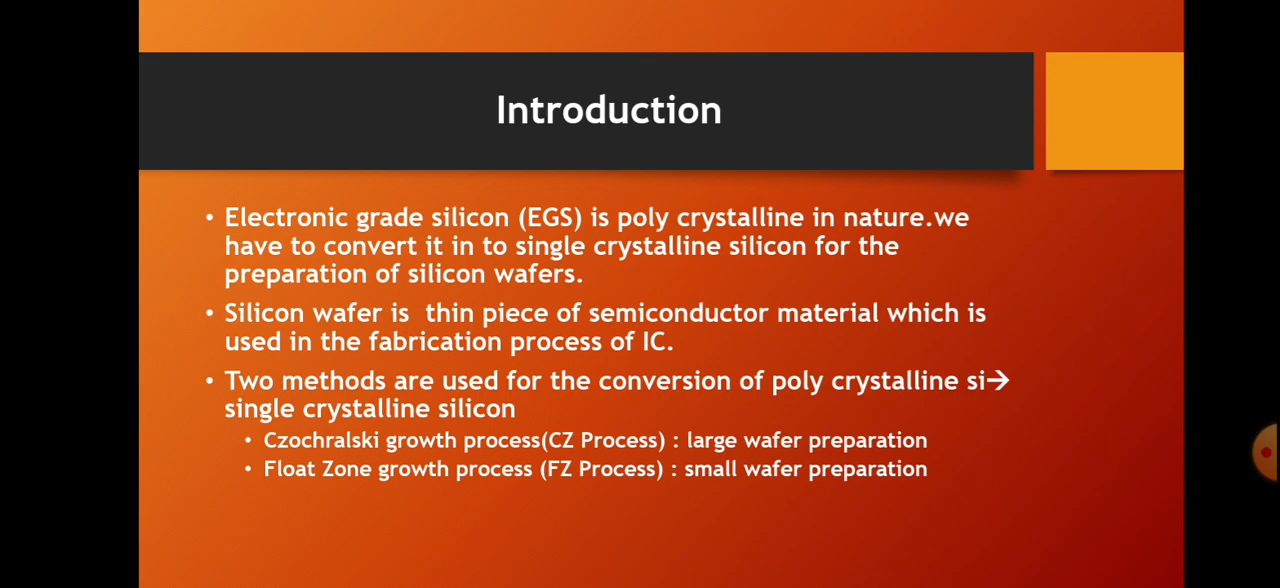 Introduction
• Electronic grade silicon (EGS) is poly crystalline in nature.we
have to convert it in to single crystalline silicon for the
preparation of silicon wafers.
• Silicon wafer is  thin piece of semiconductor material which is
used in the fabrication process of IC.
• Two methods are used for the conversion of poly crystalline si→
single crystalline silicon
• Czochralski growth process(CZ Process) : large wafer preparation
• Float Zone growth process (FZ Process) : small wafer preparation